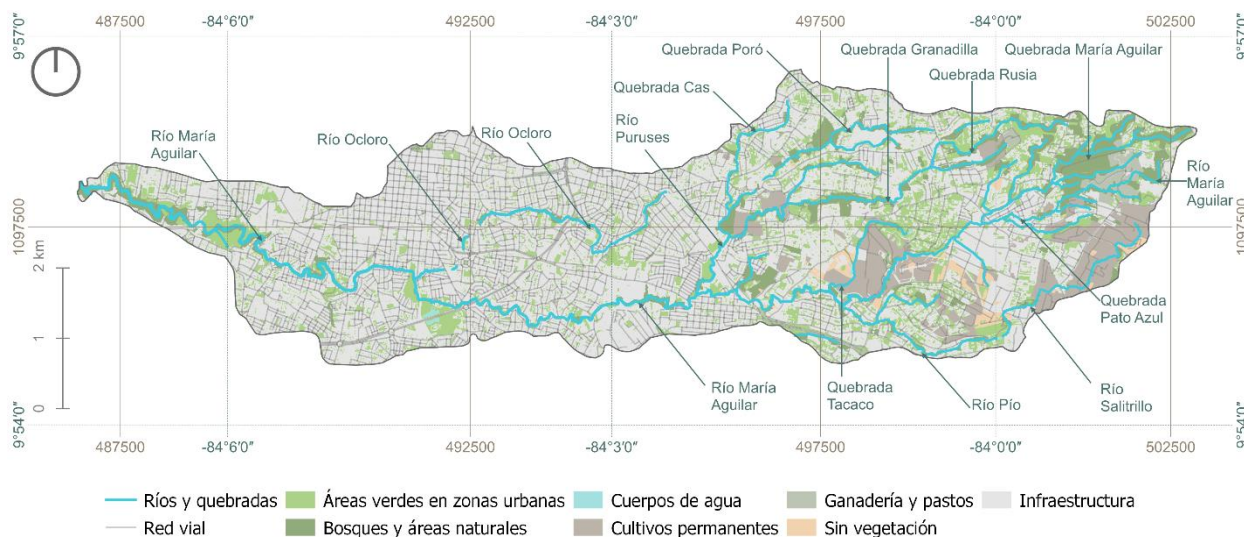 487500
-84°6'0"
492500
-84°3'0"
497500
-84°0'0"
502500
9°57'0"
9°57'0"
Quebrada Poró
Quebrada Granadilla
Quebrada María Aguilar
Quebrada Cas
Quebrada Rusia
Río María
Aguilar
Río Ocloro
Río Ocloro
Río
Puruses
Río
María
Aguilar
1097500
1097500
2 km
1
0
Quebrada
Pato Azul
Río María
Aguilar
Quebrada
Tacaco
Río Pío
Río
Salitrillo
9°54'0"
9°54'0"
487500
-84°6'0"
492500
-84°3'0"
497500
-84°0'0"
502500
Ríos y quebradas
Áreas verdes en zonas urbanas
Cuerpos de agua
Ganadería y pastos
Infraestructura
Red vial
Bosques y áreas naturales
Cultivos permanentes
Sin vegetación